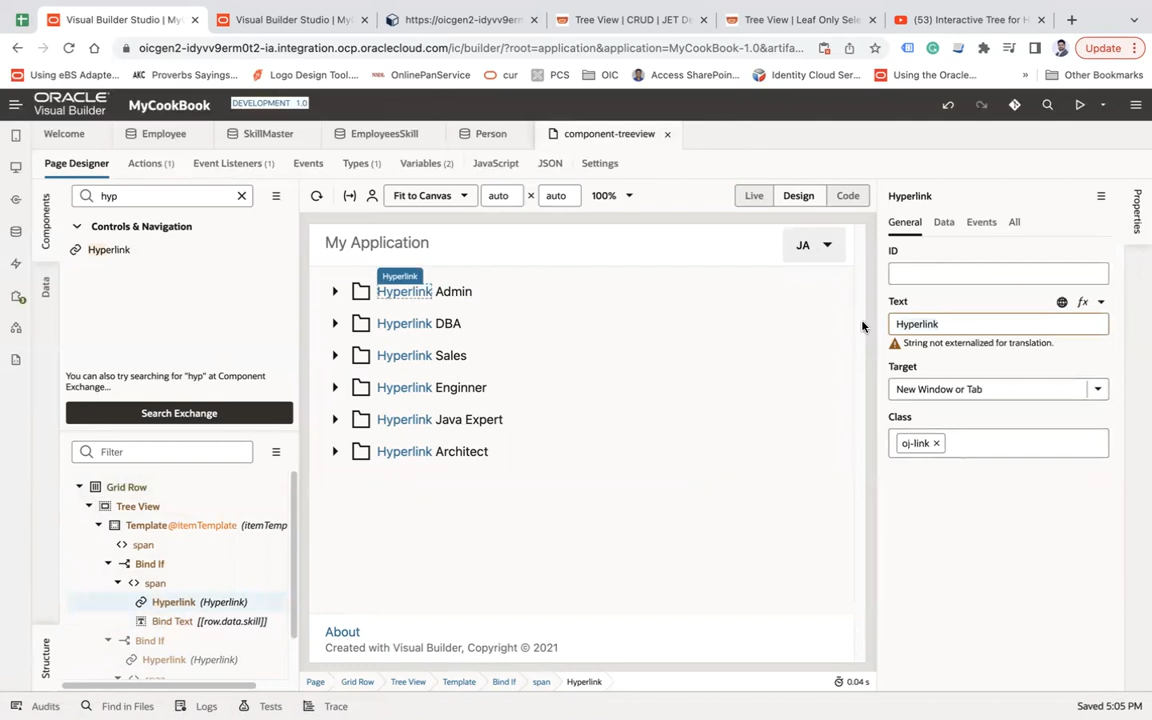 Visual Builder Studio | MyC
Visual Builder Studio | MyC
https://oicgen2-idyvv9erm
Tree View | CRUD | JET De
Tree View | Leaf Only Sele
(53) Interactive Tree for H
oicgen2-idyvv9erm0t2-ia.integration.ocp.oraclecloud.com/ic/builder/?root=application&application=MyCookBook-1.0&artifa...
Update
Using eBS Adapte...
AKC
Proverbs Sayings...
Logo Design Tool....
NXDL
OnlinePanService
cur
PCS
OIC
Access SharePoin...
Identity Cloud Ser...
Using the Oracle...
»
Other Bookmarks
ORACLE
Visual Builder
MyCookBook
DEVELOPMENT 1.0
Welcome
Employee
SkillMaster
EmployeesSkill
Person
component-treeview
Page Designer
Actions (1)
Event Listeners (1)
Events
Types (1)
Variables (2)
JavaScript
JSON
Settings
Components
Data
hyp
Controls & Navigation
Hyperlink
You can also try searching for "hyp" at Component
Exchange...
Search Exchange
Structure
Filter
Grid Row
Tree View
Template @itemTemplate (itemTemp
<> span
Bind If
<> span
Hyperlink (Hyperlink)
Bind Text [[row.data.skill]]
Bind If
Hyperlink (Hyperlink)
Fit to Canvas
auto
×
auto
100%
Live
Design
Code
My Application
JA
Hyperlink
Hyperlink Admin
Hyperlink DBA
Hyperlink Sales
Hyperlink Enginner
Hyperlink Java Expert
Hyperlink Architect
About
Created with Visual Builder, Copyright © 2021
Page
Grid Row
Tree View
Template
Bind If
span
Hyperlink
0.04 s
Hyperlink
Properties
General
Data
Events
All
ID
Text
fx
Hyperlink
String not externalized for translation.
Target
New Window or Tab
Class
oj-link ×
Audits
Find in Files
Logs
Tests
Trace
Saved 5:05 PM